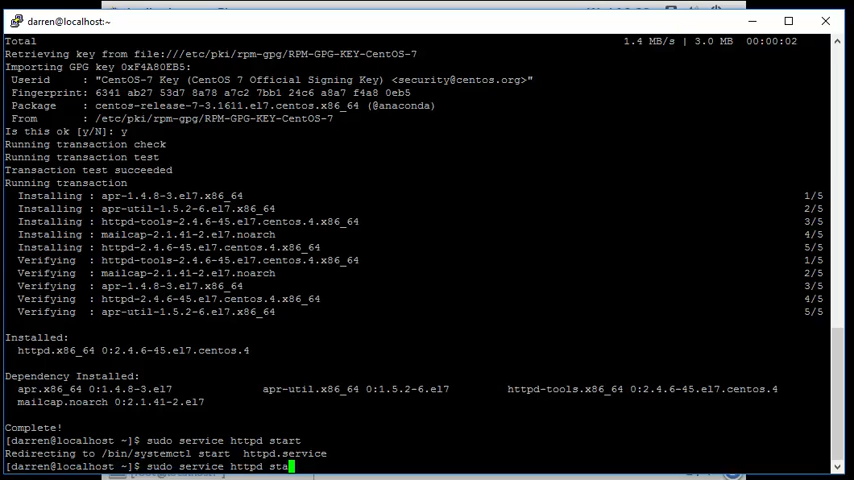 darren@localhost:~
Total 1.4 MB/s | 3.0 MB 00:00:02
Retrieving key from file:///etc/pki/rpm-gpg/RPM-GPG-KEY-CentOS-7
Importing GPG key 0xF4A80EB5:
Userid : "CentOS-7 Key (CentOS 7 Official Signing Key) <security@centos.org>"
Fingerprint: 6341 ab27 53d7 8a78 a7c2 7bb1 24c6 a8a7 f4a8 0eb5
Package : centos-release-7-3.1611.el7.centos.x86_64 (@anaconda)
From : /etc/pki/rpm-gpg/RPM-GPG-KEY-CentOS-7
Is this ok [y/N]: y
Running transaction check
Running transaction test
Transaction test succeeded
Running transaction
Installing : apr-1.4.8-3.el7.x86_64 1/5
Installing : apr-util-1.5.2-6.el7.x86_64 2/5
Installing : httpd-tools-2.4.6-45.el7.centos.4.x86_64 3/5
Installing : mailcap-2.1.41-2.el7.noarch 4/5
Installing : httpd-2.4.6-45.el7.centos.4.x86_64 5/5
Verifying : httpd-tools-2.4.6-45.el7.centos.4.x86_64 1/5
Verifying : mailcap-2.1.41-2.el7.noarch 2/5
Verifying : apr-1.4.8-3.el7.x86_64 3/5
Verifying : httpd-2.4.6-45.el7.centos.4.x86_64 4/5
Verifying : apr-util-1.5.2-6.el7.x86_64 5/5
Installed:
httpd.x86_64 0:2.4.6-45.el7.centos.4
Dependency Installed:
apr.x86_64 0:1.4.8-3.el7 apr-util.x86_64 0:1.5.2-6.el7 httpd-tools.x86_64 0:2.4.6-45.el7.centos.4
mailcap.noarch 0:2.1.41-2.el7
Complete!
[darren@localhost ~]$ sudo service httpd start
Redirecting to /bin/systemctl start httpd.service
[darren@localhost ~]$ sudo service httpd sta